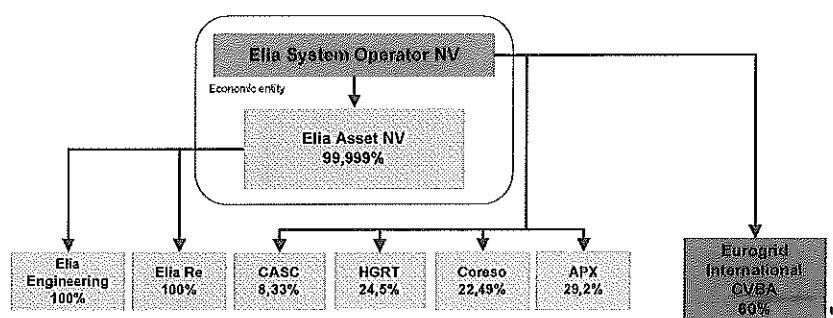 Elia System Operator NV
Economic entity
Elia Asset NV
99,999%
Elia
Engineering
100%
Elia Re
100%
CASC
8,33%
HGRT
24,5%
Coreso
22,49%
APX
29,2%
Eurogrid
International
CVBA
60%